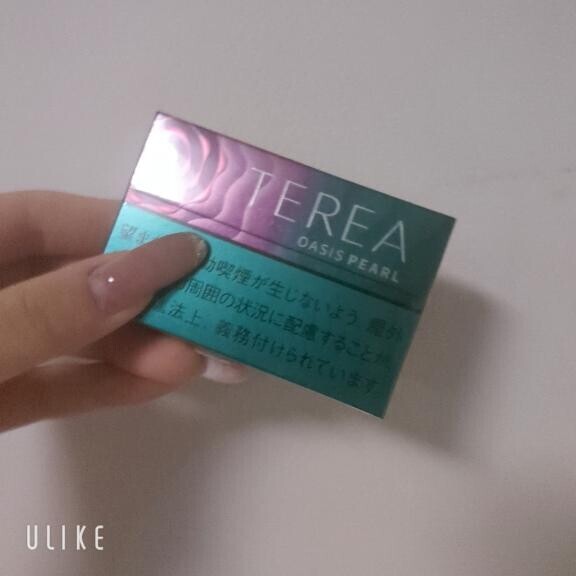 TEREA
OASIS PEARL
望ま 動喫煙が生じないよう、屋外
周囲の状況に配慮することが、
法上、義務付けられています。
ULIKE